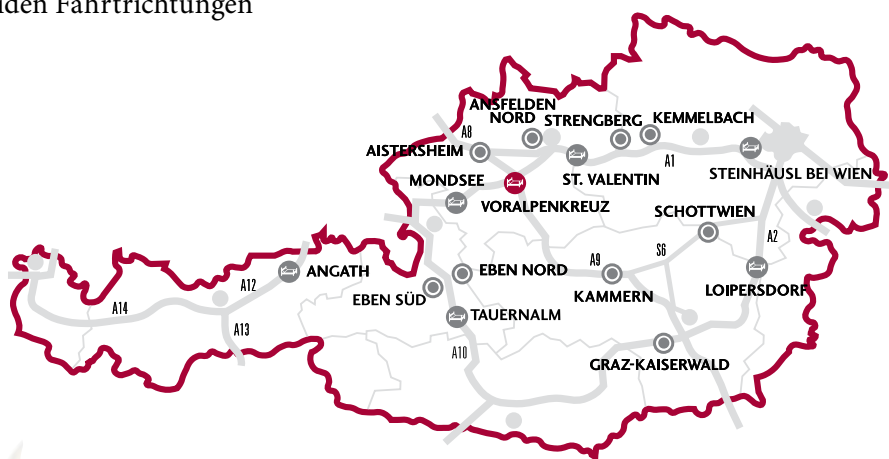 iden Fahrtrichtungen
ANSFELDEN
NORD
STRENGBERG
KEMMELBACH
A8
AISTERSHEIM
A1
MONDSEE
ST. VALENTIN
STEINHÄUSL BEI WIEN
VORALPENKREUZ
SCHOTTWIEN
A2
S6
A9
ANGATH
EBEN NORD
A12
EBEN SÜD
KAMMERN
LOIPERSDORF
A14
TAUERNALM
A13
A10
GRAZ-KAISERWALD